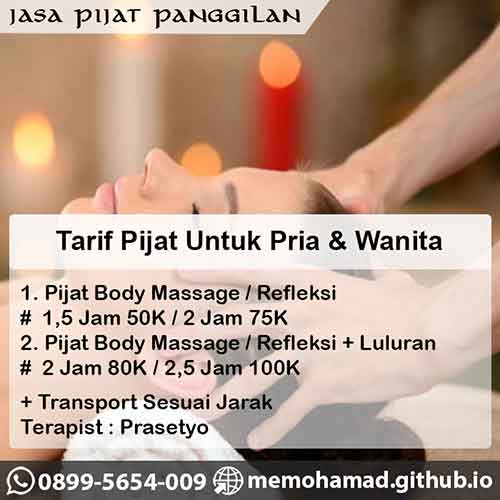 JASA PIJAT PANGGILAN
Tarif Pijat Untuk Pria & Wanita
1. Pijat Body Massage / Refleksi
# 1,5 Jam 50K / 2 Jam 75K
2. Pijat Body Massage / Refleksi + Luluran
# 2 Jam 80K / 2,5 Jam 100K
+ Transport Sesuai Jarak
Terapist : Prasetyo
0899-5654-009 memohamad.github.io